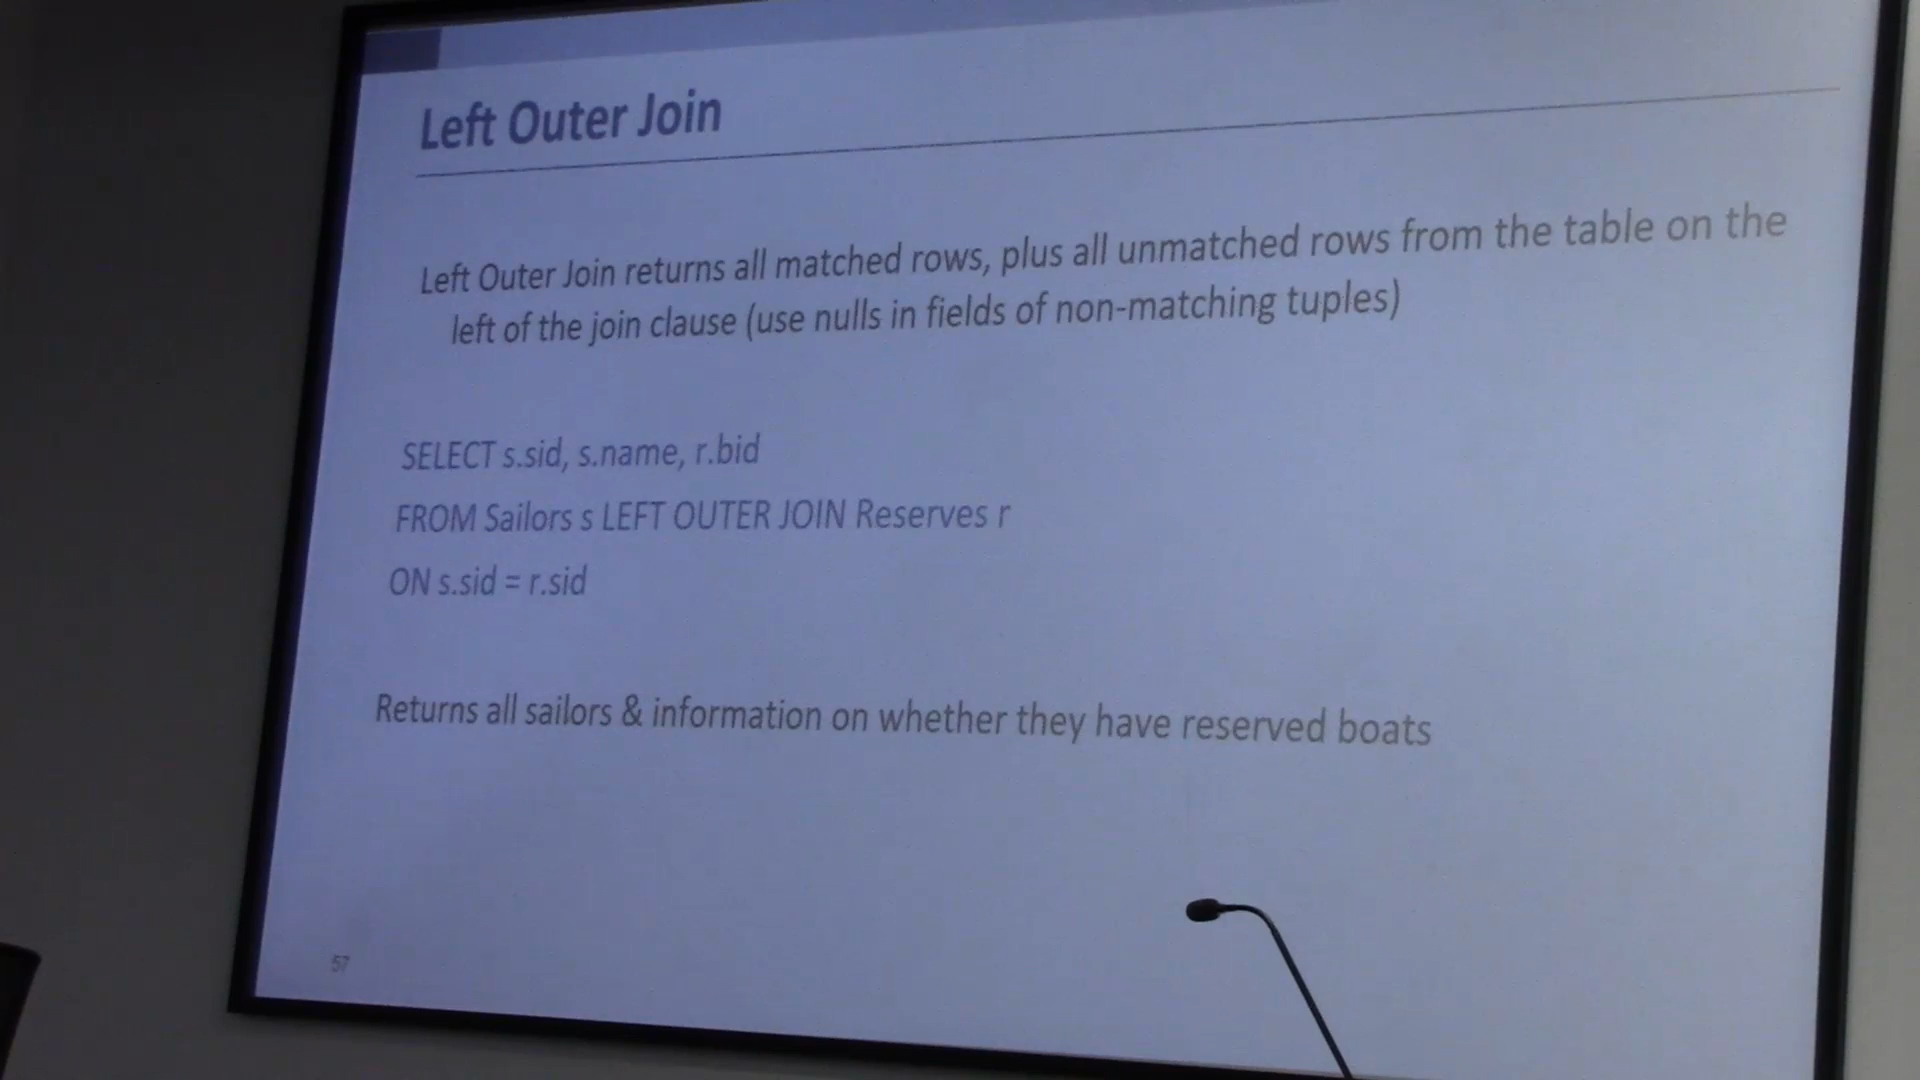 Left Outer Join
Left Outer Join returns all matched rows, plus all unmatched rows from the table on the
left of the join clause (use nulls in fields of non-matching tuples)
SELECT s.sid, s.name, r.bid
FROM Sailors s LEFT OUTER JOIN Reserves r
ON s.sid = r.sid
Returns all sailors & information on whether they have reserved boats
57